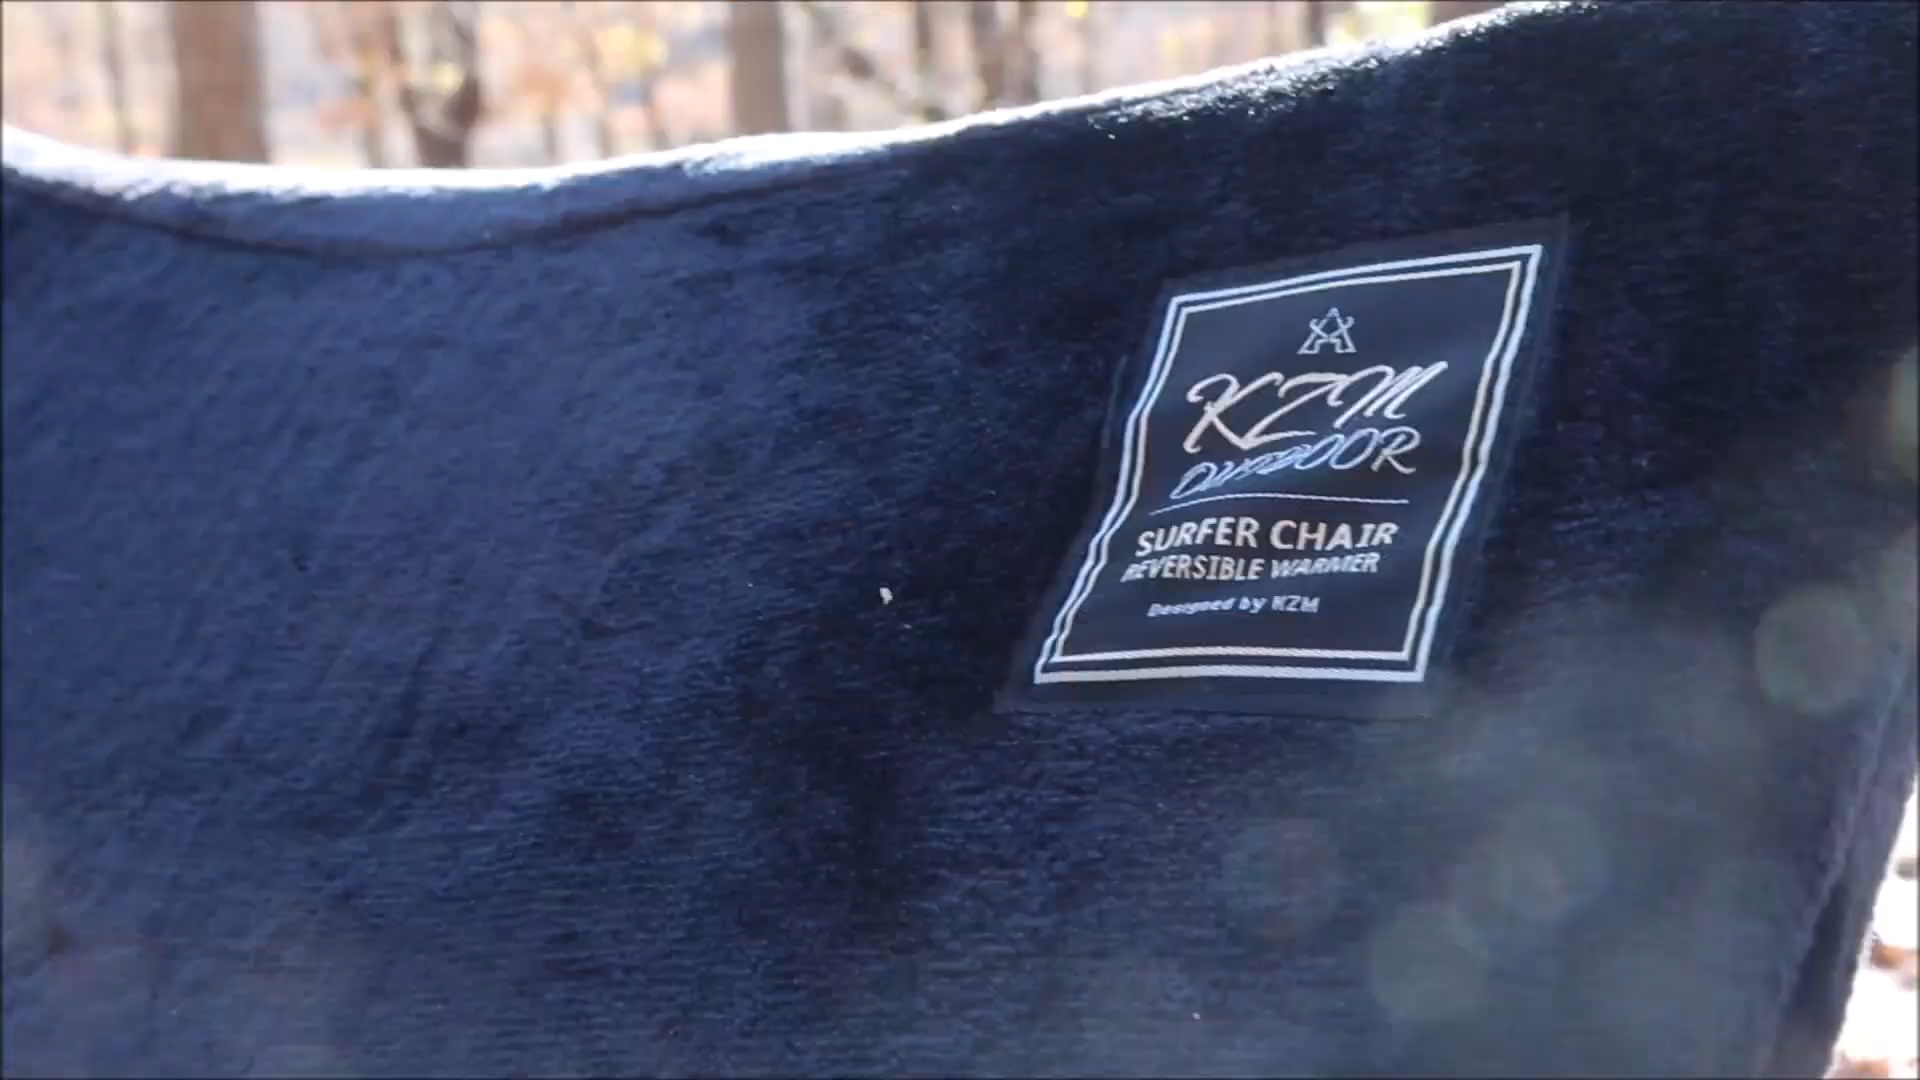 KZM
OUTDOOR
SURFER CHAIR
REVERSIBLE WARMER
Designed by KZM